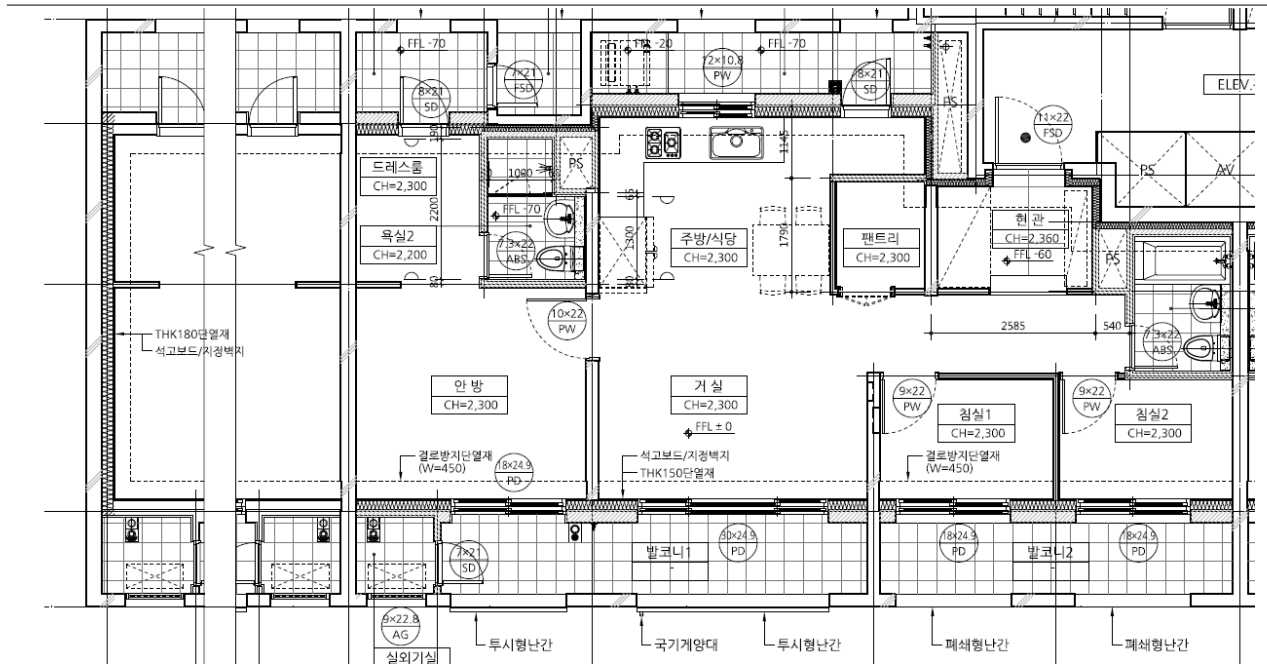 FFL -70
FFL -20
FFL -70
12×10.8
PW
7×21
FSD
8×21
SD
8×21
SD
ELEV.
PS
11×22
FSD
190
1145
드레스룸
CH=2,300
1000
PS
PS
AV
2200
FFL -70
65
현 관
CH=2,360
FFL -60
욕실2
CH=2,200
7.3×22
ABS
1300
주방/식당
CH=2,300
1790
팬트리
CH=2,300
PS
80
10×22
PW
2585
540
THK180단열재
석고보드/지정벽지
7.3×22
ABS
안 방
CH=2,300
거 실
CH=2,300
FFL ± 0
9×22
PW
침실1
CH=2,300
9×22
PW
침실2
CH=2,300
결로방지단열재
(W=450)
18×24.9
PD
석고보드/지정벽지
THK150단열재
결로방지단열재
(W=450)
7×21
SD
발코니1
-
30×24.9
PD
18×24.9
PD
발코니2
-
18×24.9
PD
9×22.8
AG
실외기실
투시형난간
국기게양대
투시형난간
폐쇄형난간
폐쇄형난간